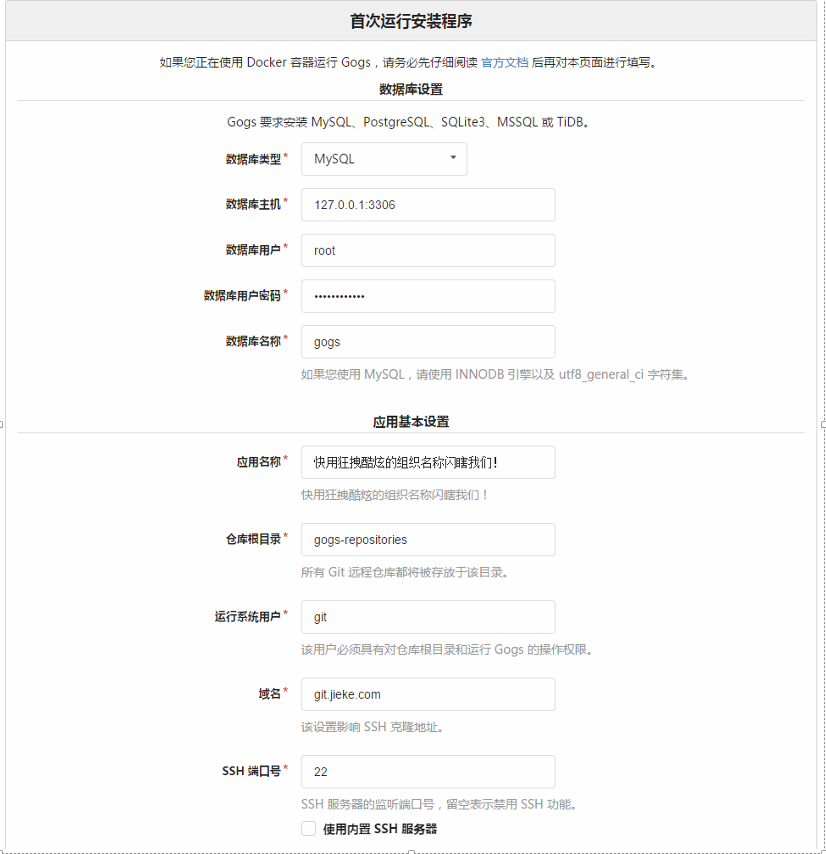 首次运行安装程序
如果您正在使用 Docker 容器运行 Gogs，请务必先仔细阅读 官方文档 后再对本页面进行填写。
数据库设置
Gogs 要求安装 MySQL、PostgreSQL、SQLite3、MSSQL 或 TiDB。
数据库类型* MySQL
数据库主机* 127.0.0.1:3306
数据库用户* root
数据库用户密码* ••••••••••••
数据库名称* gogs
如果您使用 MySQL，请使用 INNODB 引擎以及 utf8_general_ci 字符集。
应用基本设置
应用名称* 快用狂拽酷炫的组织名称闪瞎我们！
快用狂拽酷炫的组织名称闪瞎我们！
仓库根目录* gogs-repositories
所有 Git 远程仓库都将被存放于该目录。
运行系统用户* git
该用户必须具有对仓库根目录和运行 Gogs 的操作权限。
域名* git.jieke.com
该设置影响 SSH 克隆地址。
SSH 端口号* 22
SSH 服务器的监听端口号，留空表示禁用 SSH 功能。
使用内置 SSH 服务器